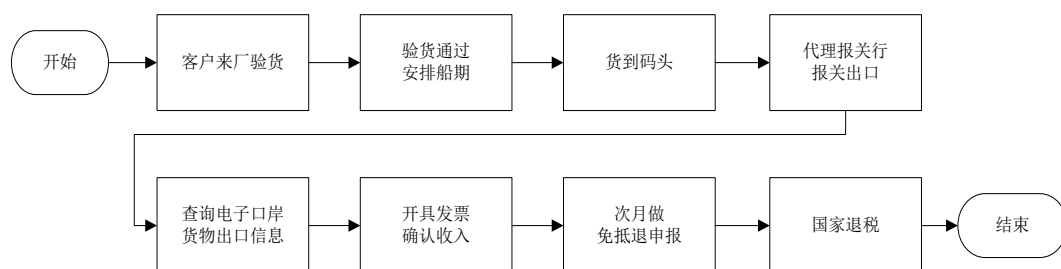 开始
客户来厂验货
验货通过
安排船期
货到码头
代理报关行
报关出口
查询电子口岸
货物出口信息
开具发票
确认收入
次月做
免抵退申报
国家退税
结束